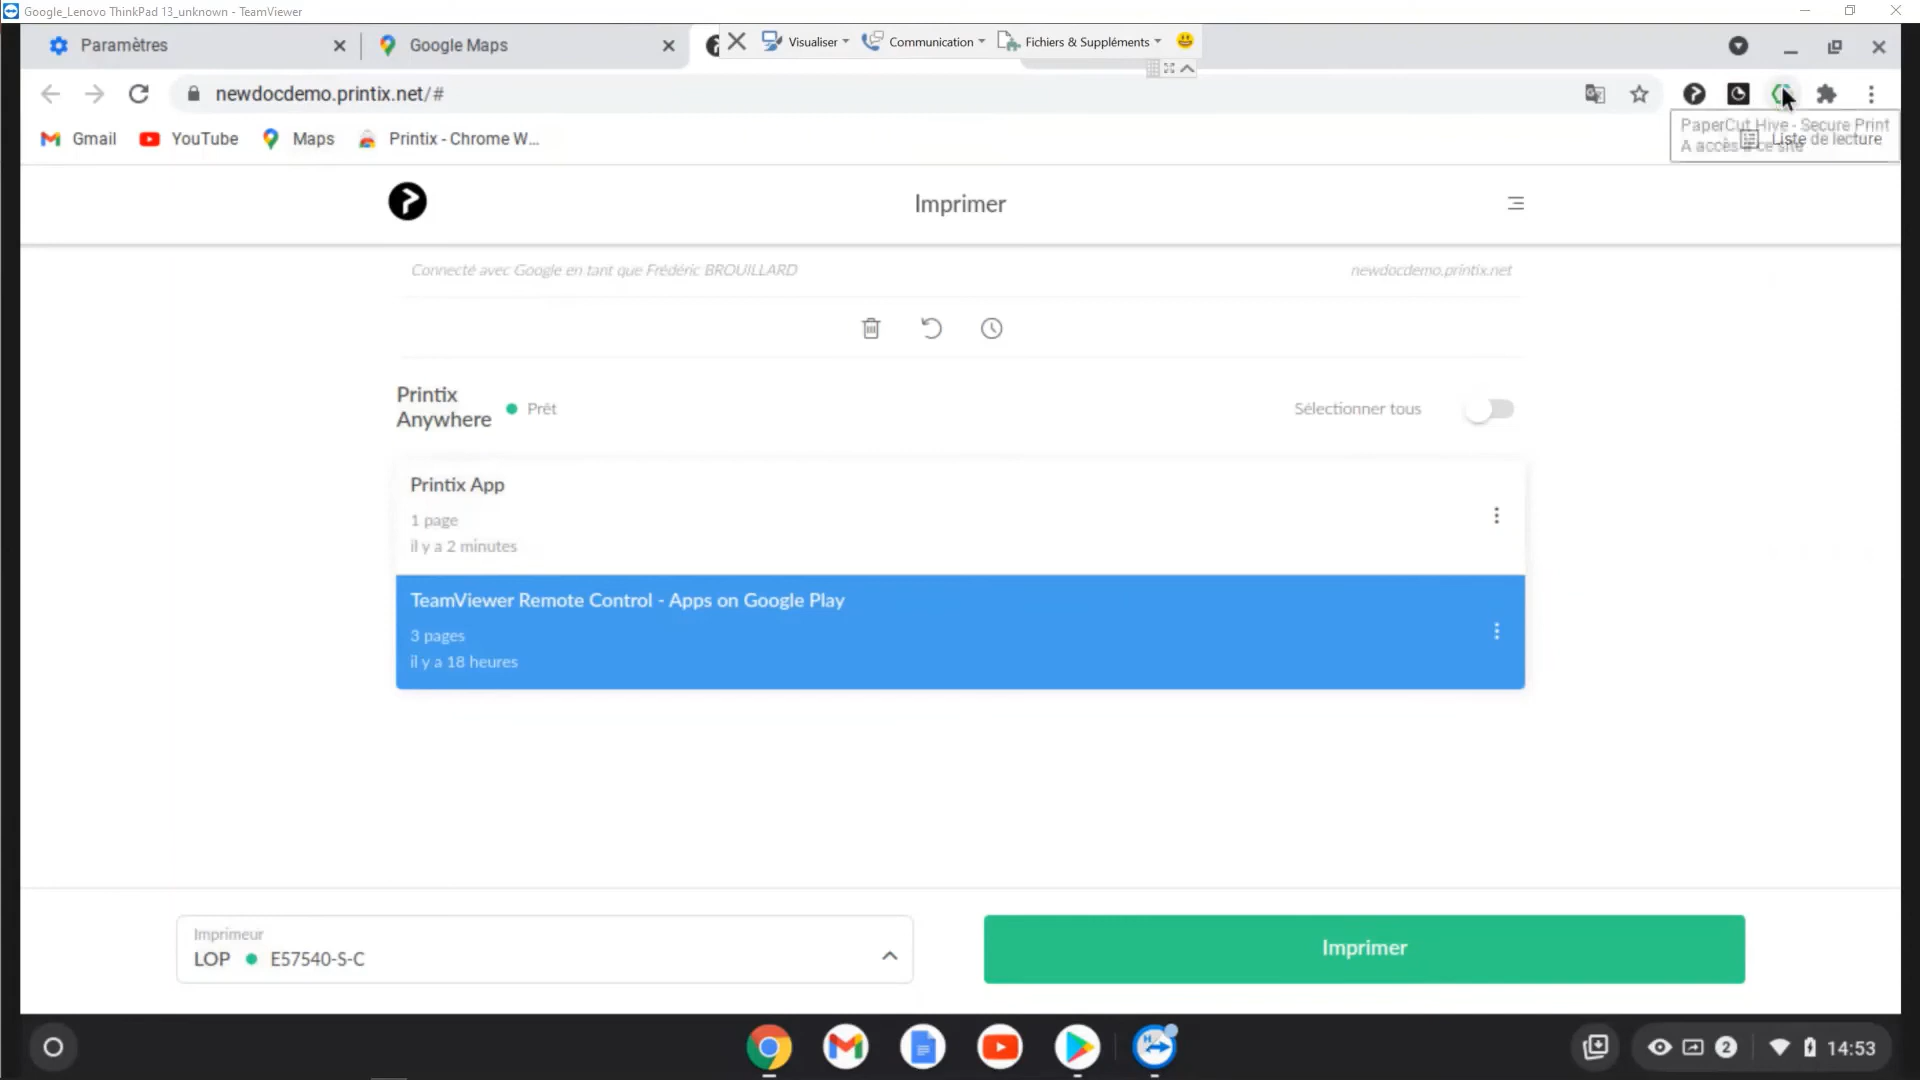 Google_Lenovo ThinkPad 13_unknown - TeamViewer
Paramètres
Google Maps
Visualiser
Communication
Fichiers & Suppléments
newdocdemo.printix.net/#
Gmail
YouTube
Maps
Printix - Chrome W...
PaperCut Hive - Secure Print
A accès à ce site
Liste de lecture
Imprimer
Connecté avec Google en tant que Frédéric BROUILLARD
newdocdemo.printix.net
Printix
Anywhere
Prêt
Sélectionner tous
Printix App
1 page
il y a 2 minutes
TeamViewer Remote Control - Apps on Google Play
3 pages
il y a 18 heures
Imprimeur
LOP E57540-S-C
Imprimer
2
14:53